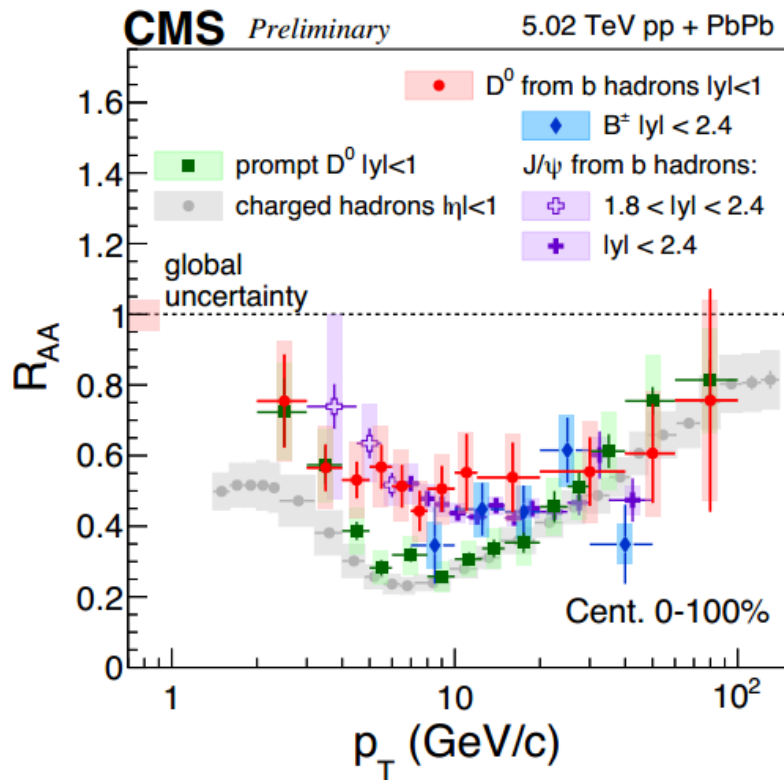 CMS Preliminary 5.02 TeV pp + PbPb
D⁰ from b hadrons |y|<1
B± |y| < 2.4
prompt D⁰ |y|<1
J/ψ from b hadrons:
charged hadrons |η|<1
1.8 < |y| < 2.4
|y| < 2.4
global
uncertainty
Cent. 0-100%
R_AA
1.6
1.4
1.2
1
0.8
0.6
0.4
0.2
0
1 10 10²
p_T (GeV/c)